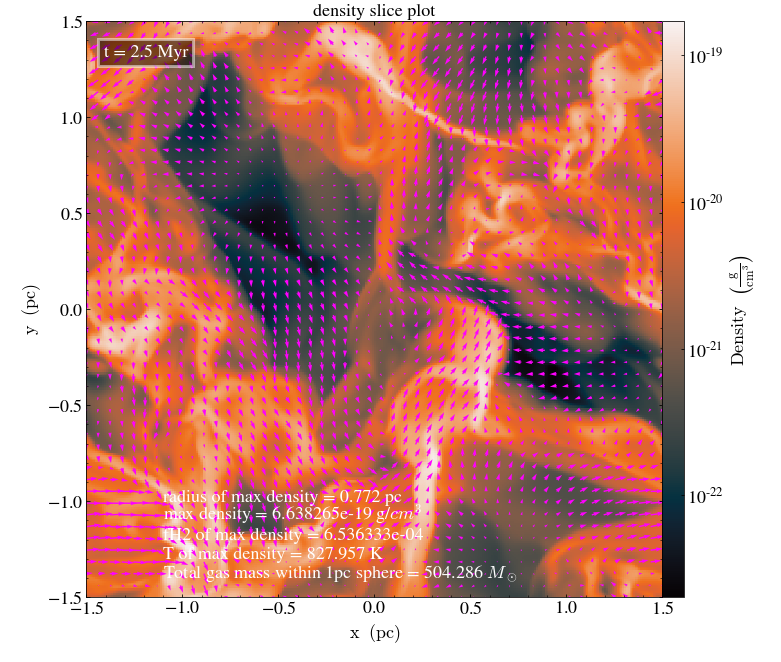 density slice plot
t = 2.5 Myr
1.5
1.0
0.5
0.0
−0.5
−1.0
−1.5
y (pc)
radius of max density = 0.772 pc
max density = 6.638265e-19 g/cm³
fH2 of max density = 6.536333e-04
T of max density = 827.957 K
Total gas mass within 1pc sphere = 504.286 M☉
−1.5 −1.0 −0.5 0.0 0.5 1.0 1.5
x (pc)
10⁻¹⁹
10⁻²⁰
10⁻²¹
10⁻²²
Density (g/cm³)